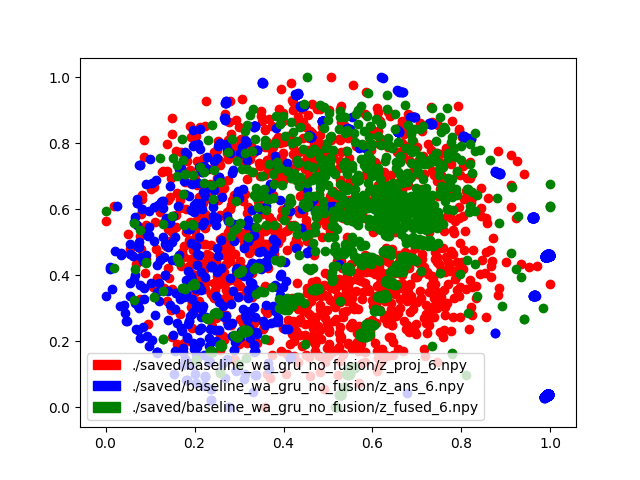 1.0
0.8
0.6
0.4
0.2
0.0
./saved/baseline_wa_gru_no_fusion/z_proj_6.npy
./saved/baseline_wa_gru_no_fusion/z_ans_6.npy
./saved/baseline_wa_gru_no_fusion/z_fused_6.npy
0.0 0.2 0.4 0.6 0.8 1.0